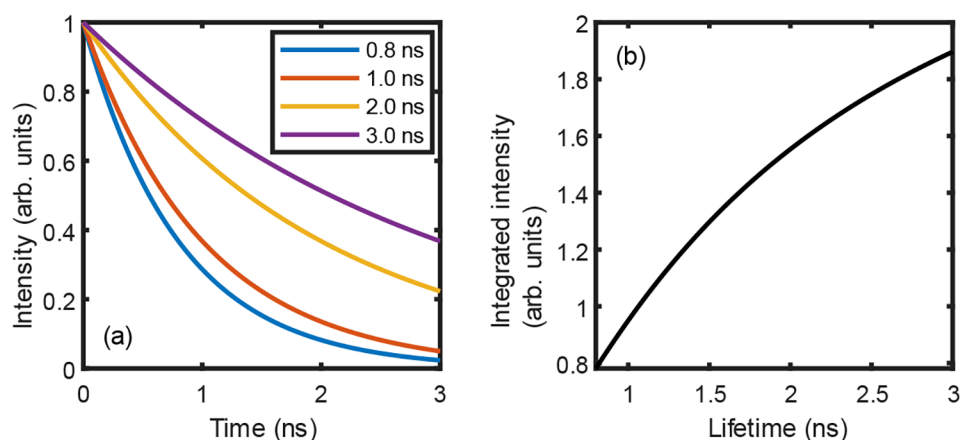 1
0.8
0.6
0.4
0.2
0
Intensity (arb. units)
0.8 ns
1.0 ns
2.0 ns
3.0 ns
(a)
0
1
2
3
Time (ns)
(b)
1.8
1.6
1.4
1.2
1
0.8
Integrated intensity
(arb. units)
1
1.5
2
2.5
3
Lifetime (ns)